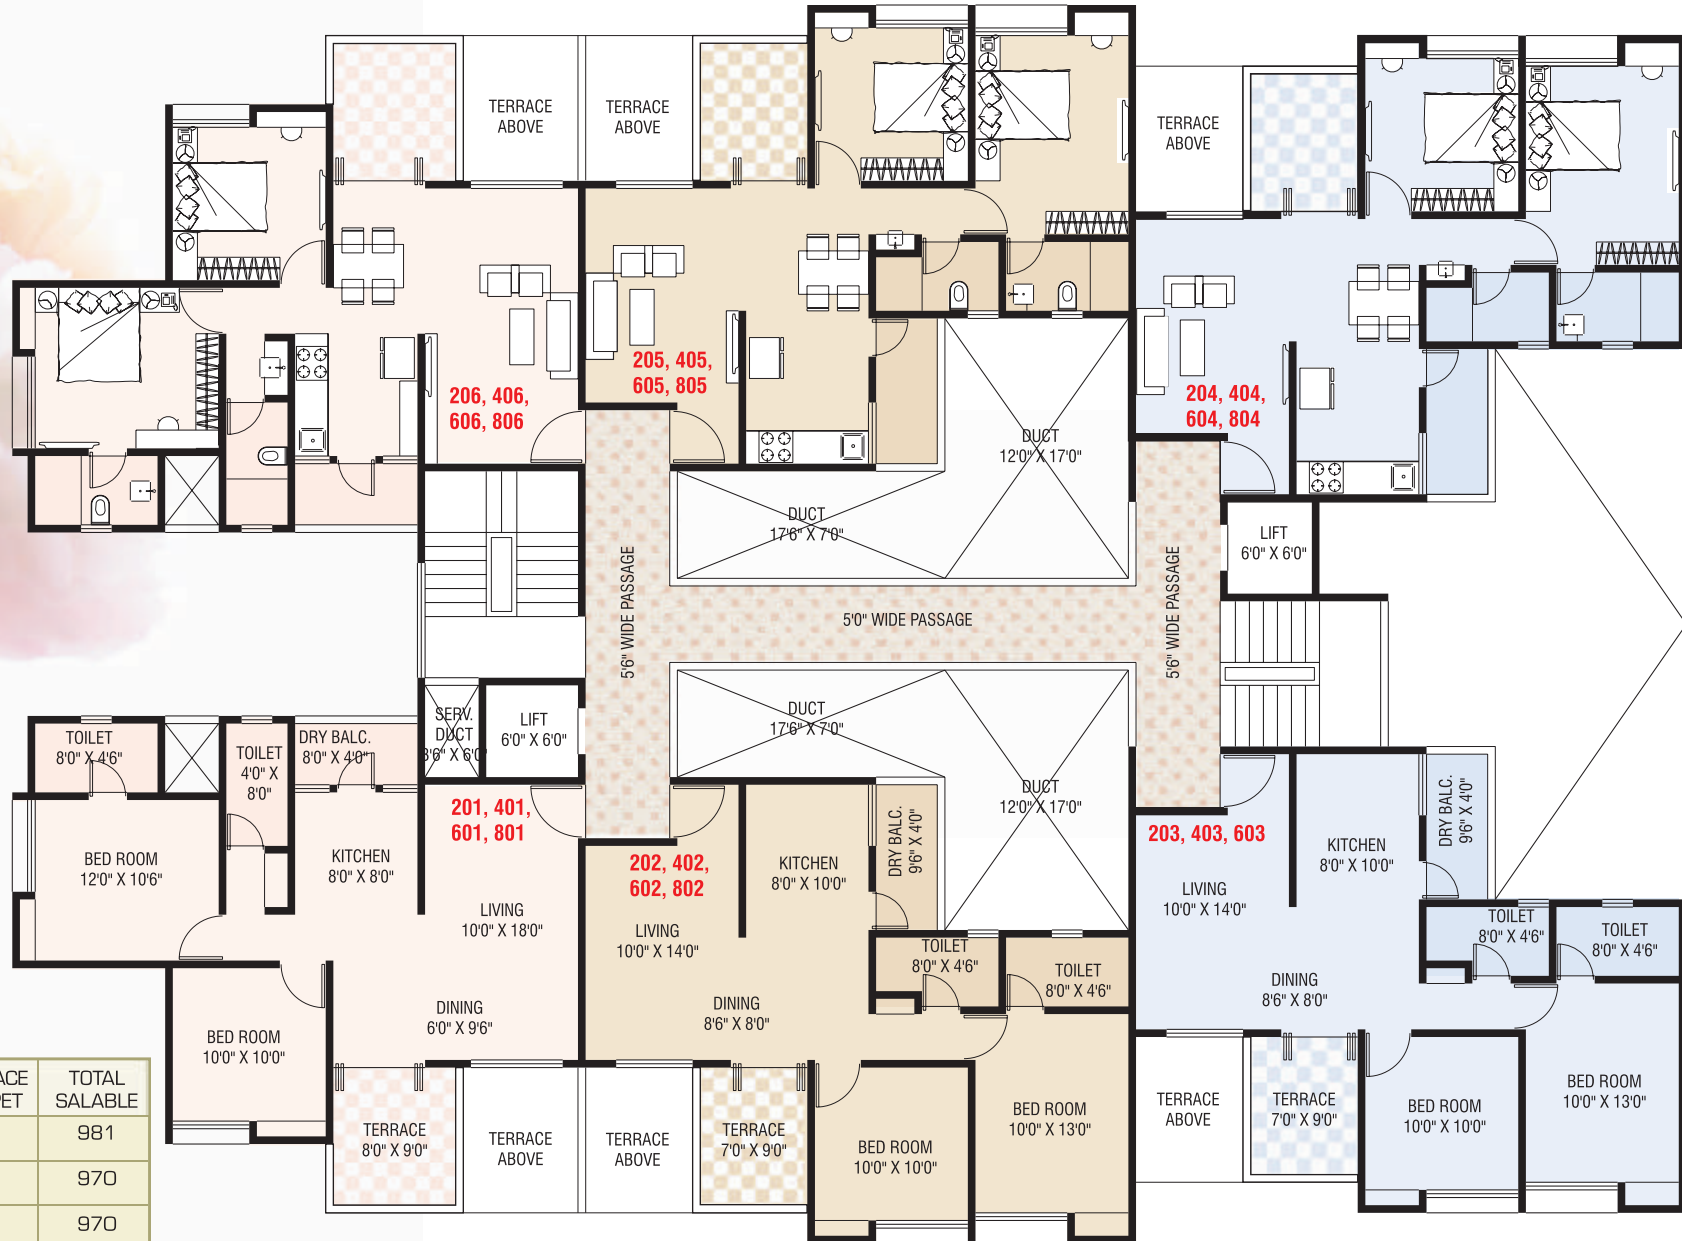 TERRACE
ABOVE
TERRACE
ABOVE
TERRACE
ABOVE
206, 406,
606, 806
205, 405,
605, 805
204, 404,
604, 804
DUCT
12'0" X 17'0"
DUCT
17'6" X 7'0"
LIFT
6'0" X 6'0"
5'6" WIDE PASSAGE
5'0" WIDE PASSAGE
5'6" WIDE PASSAGE
SERV.
DUCT
3'6" X 6'0"
LIFT
6'0" X 6'0"
DUCT
17'6" X 7'0"
DUCT
12'0" X 17'0"
TOILET
8'0" X 4'6"
TOILET
4'0" X
8'0"
DRY BALC.
8'0" X 4'0"
201, 401,
601, 801
202, 402,
602, 802
203, 403, 603
BED ROOM
12'0" X 10'6"
KITCHEN
8'0" X 8'0"
LIVING
10'0" X 18'0"
DINING
6'0" X 9'6"
BED ROOM
10'0" X 10'0"
TERRACE
8'0" X 9'0"
TERRACE
ABOVE
KITCHEN
8'0" X 10'0"
DRY BALC.
9'6" X 4'0"
LIVING
10'0" X 14'0"
TOILET
8'0" X 4'6"
TOILET
8'0" X 4'6"
DINING
8'6" X 8'0"
TERRACE
ABOVE
TERRACE
7'0" X 9'0"
BED ROOM
10'0" X 10'0"
BED ROOM
10'0" X 13'0"
KITCHEN
8'0" X 10'0"
DRY BALC.
9'6" X 4'0"
LIVING
10'0" X 14'0"
TOILET
8'0" X 4'6"
TOILET
8'0" X 4'6"
DINING
8'6" X 8'0"
TERRACE
ABOVE
TERRACE
7'0" X 9'0"
BED ROOM
10'0" X 10'0"
BED ROOM
10'0" X 13'0"
TOTAL
SALABLE
981
970
970